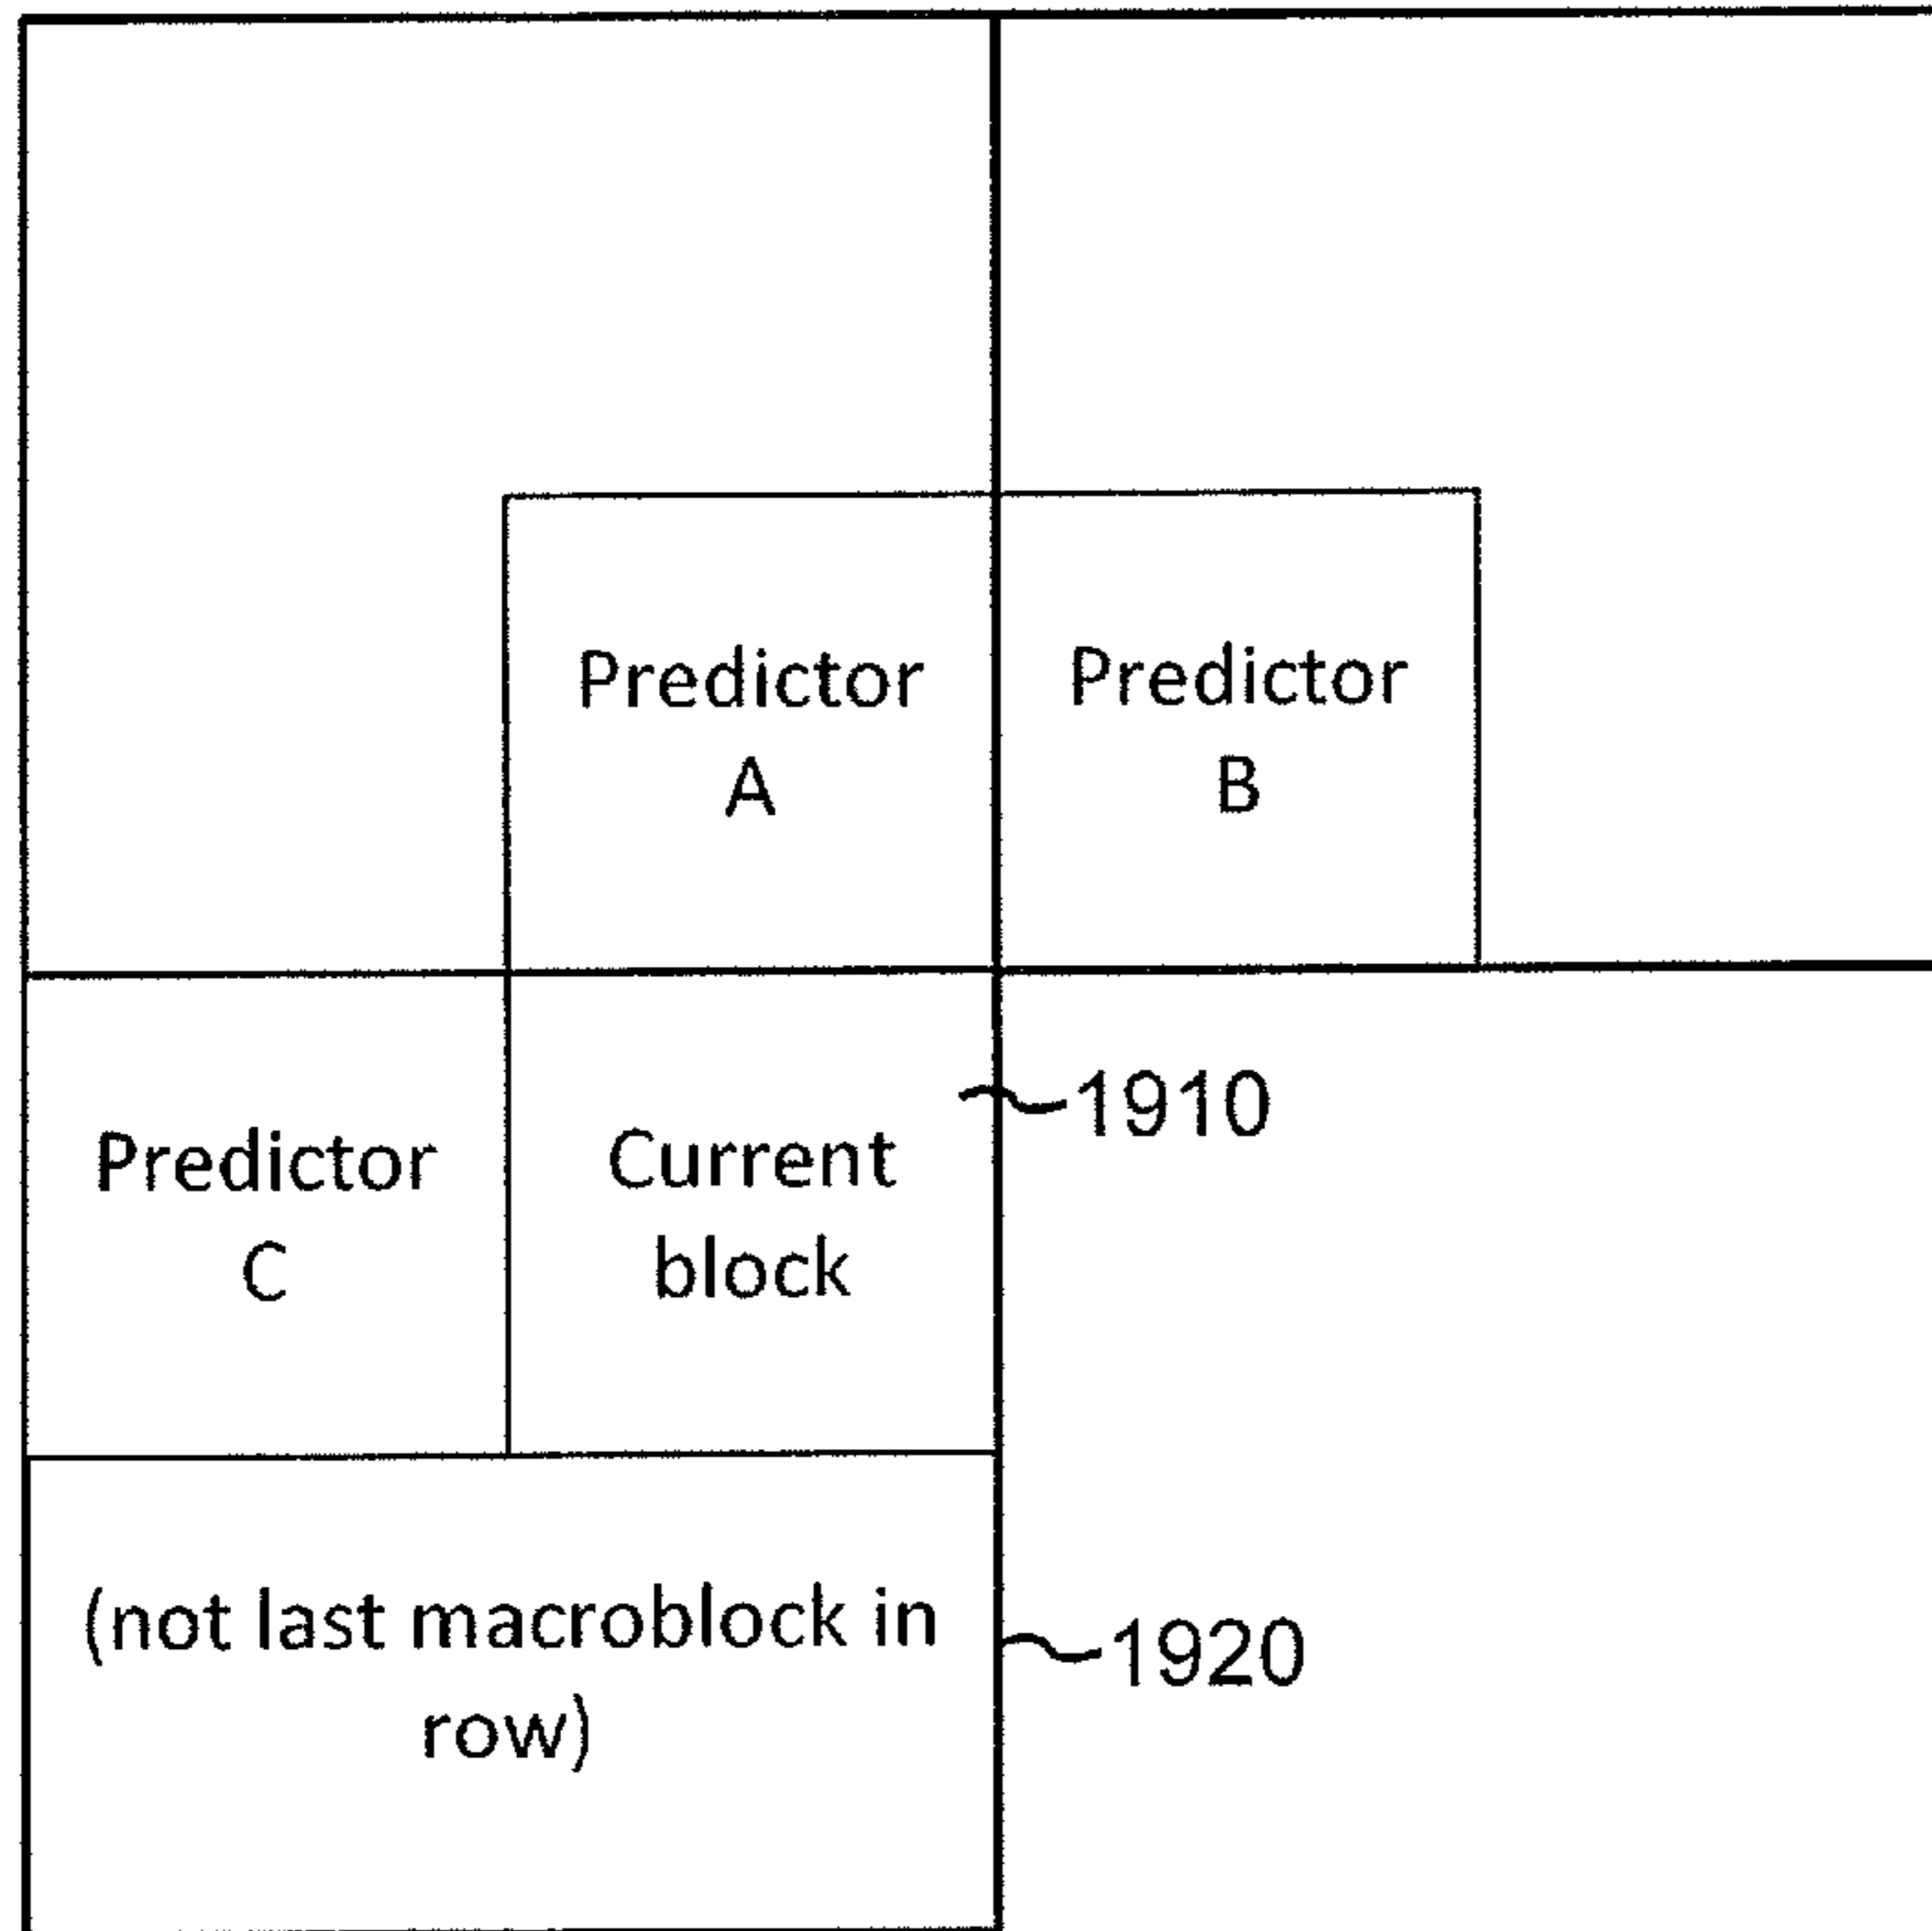 Predictor
A
Predictor
B
Predictor
C
Current
block
1910
(not last macroblock in
row)
1920